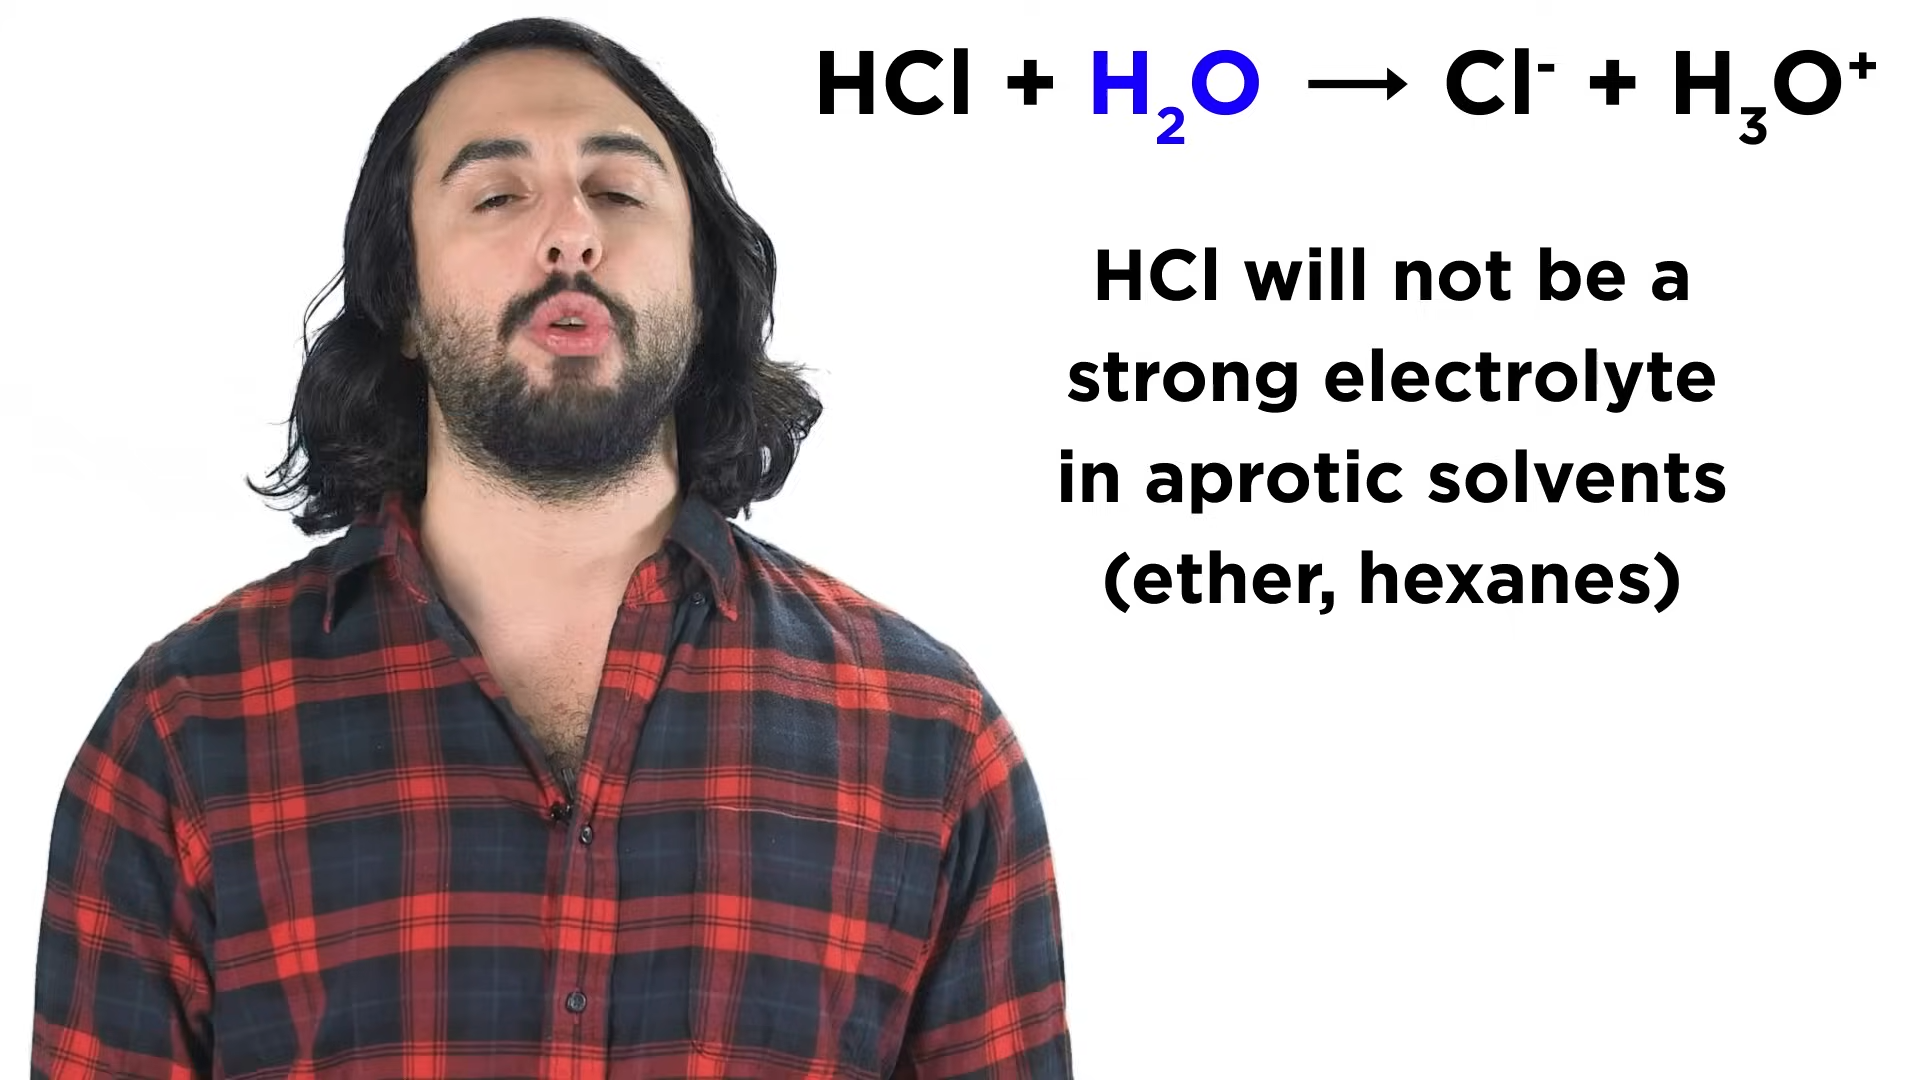 HCl + H₂O → Cl⁻ + H₃O⁺
HCl will not be a
strong electrolyte
in aprotic solvents
(ether, hexanes)